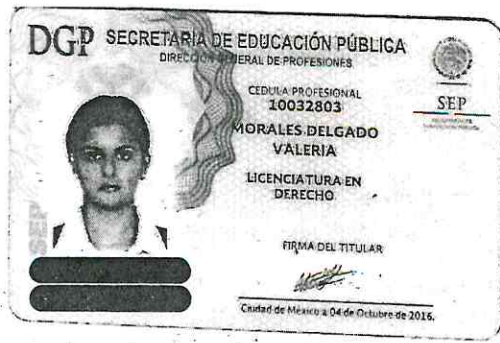 DGP SECRETARÍA DE EDUCACIÓN PÚBLICA
DIRECCIÓN GENERAL DE PROFESIONES
CEDULA PROFESIONAL
10032803
SEP
MORALES DELGADO
VALERIA
LICENCIATURA EN
DERECHO
SEP
FIRMA DEL TITULAR
Ciudad de México a 04 de Octubre de 2016.